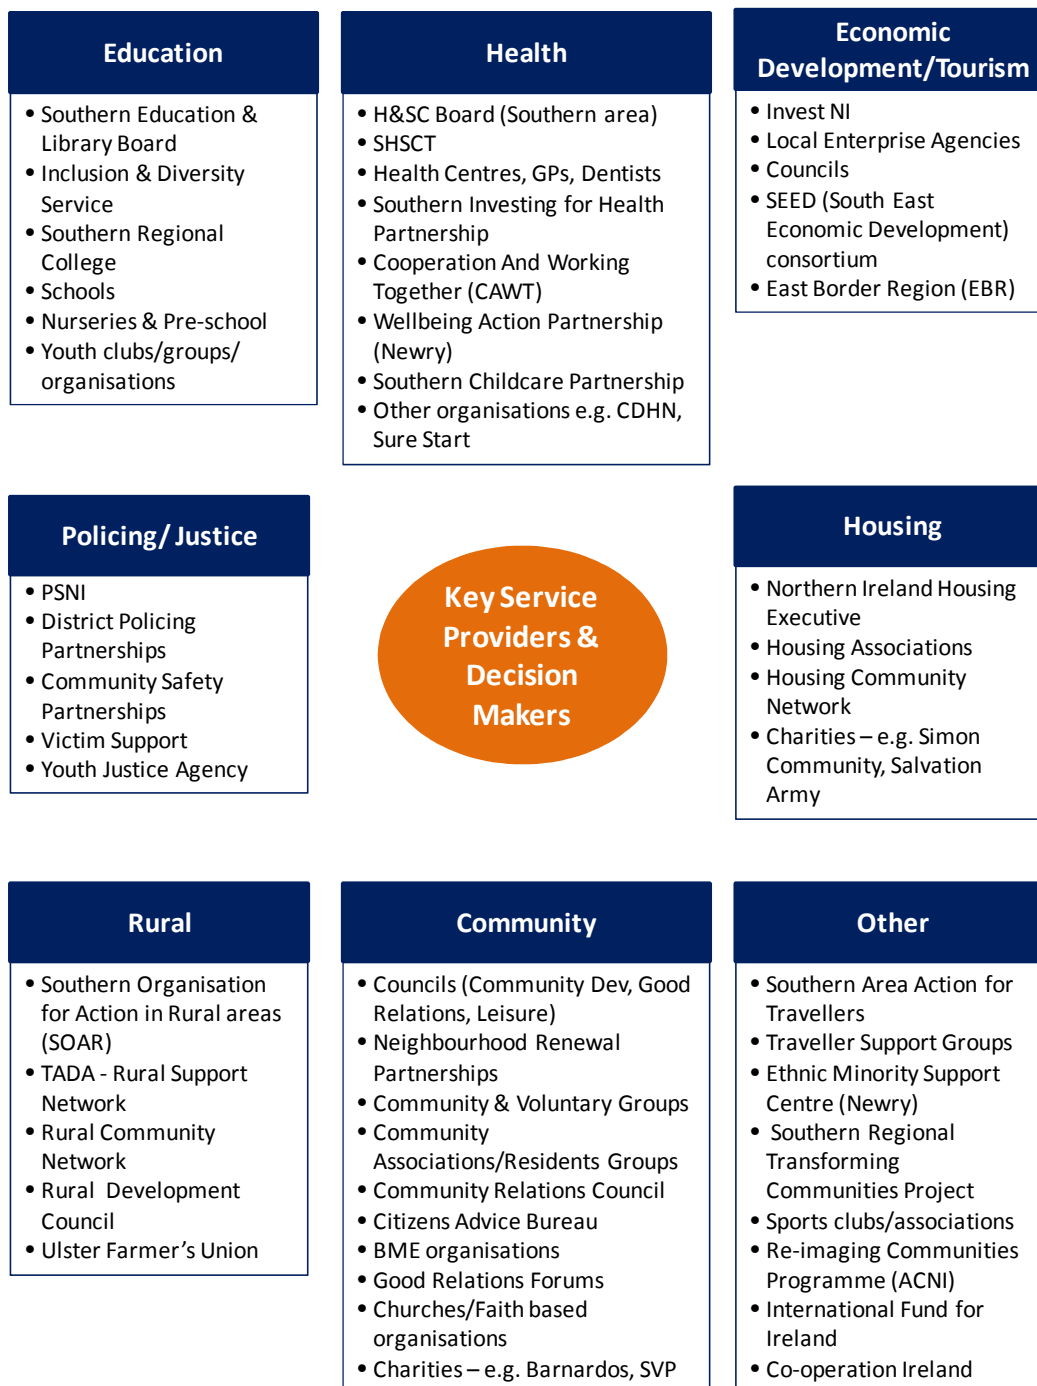 Education
• Southern Education &
Library Board
• Inclusion & Diversity
Service
• Southern Regional
College
• Schools
• Nurseries & Pre-school
• Youth clubs/groups/
organisations
Health
• H&SC Board (Southern area)
• SHSCT
• Health Centres, GPs, Dentists
• Southern Investing for Health
Partnership
• Cooperation And Working
Together (CAWT)
• Wellbeing Action Partnership
(Newry)
• Southern Childcare Partnership
• Other organisations e.g. CDHN,
Sure Start
Economic
Development/Tourism
• Invest NI
• Local Enterprise Agencies
• Councils
• SEED (South East
Economic Development)
consortium
• East Border Region (EBR)
Policing/ Justice
• PSNI
• District Policing
Partnerships
• Community Safety
Partnerships
• Victim Support
• Youth Justice Agency
Key Service
Providers &
Decision
Makers
Housing
• Northern Ireland Housing
Executive
• Housing Associations
• Housing Community
Network
• Charities – e.g. Simon
Community, Salvation
Army
Rural
• Southern Organisation
for Action in Rural areas
(SOAR)
• TADA - Rural Support
Network
• Rural Community
Network
• Rural Development
Council
• Ulster Farmer’s Union
Community
• Councils (Community Dev, Good
Relations, Leisure)
• Neighbourhood Renewal
Partnerships
• Community & Voluntary Groups
• Community
Associations/Residents Groups
• Community Relations Council
• Citizens Advice Bureau
• BME organisations
• Good Relations Forums
• Churches/Faith based
organisations
• Charities – e.g. Barnardos, SVP
Other
• Southern Area Action for
Travellers
• Traveller Support Groups
• Ethnic Minority Support
Centre (Newry)
• Southern Regional
Transforming
Communities Project
• Sports clubs/associations
• Re-imaging Communities
Programme (ACNI)
• International Fund for
Ireland
• Co-operation Ireland